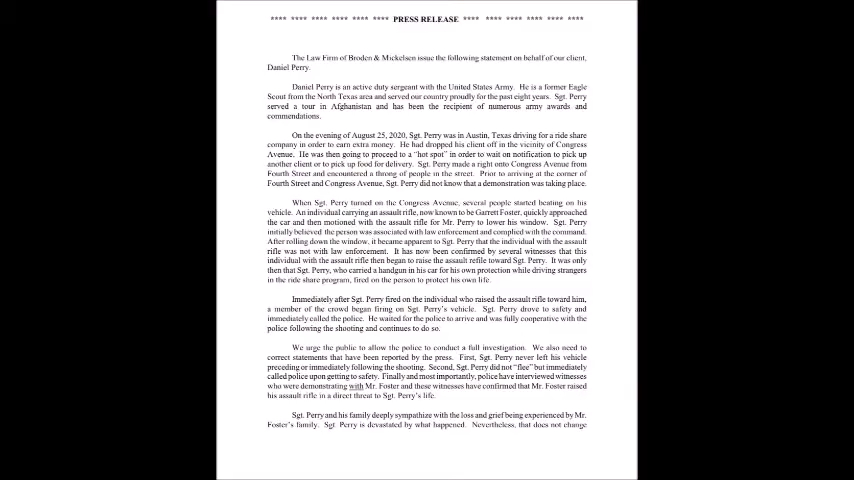 **** **** **** **** **** **** PRESS RELEASE **** **** **** **** **** **** ****
The Law Firm of Broden & Mickelsen issue the following statement on behalf of our client,
Daniel Perry.
Daniel Perry is an active duty sergeant with the United States Army. He is a former Eagle
Scout from the North Texas area and served our country proudly for the past eight years. Sgt. Perry
served a tour in Afghanistan and has been the recipient of numerous army awards and
commendations.
On the evening of August 25, 2020, Sgt. Perry was in Austin, Texas driving for a ride share
company in order to earn extra money. He had dropped his client off in the vicinity of Congress
Avenue. He was then going to proceed to a “hot spot” in order to wait on notification to pick up
another client or to pick up food for delivery. Sgt. Perry made a right onto Congress Avenue from
Fourth Street and encountered a throng of people in the street. Prior to arriving at the corner of
Fourth Street and Congress Avenue, Sgt. Perry did not know that a demonstration was taking place.
When Sgt. Perry turned on the Congress Avenue, several people started beating on his
vehicle. An individual carrying an assault rifle, now known to be Garrett Foster, quickly approached
the car and then motioned with the assault rifle for Mr. Perry to lower his window. Sgt. Perry
initially believed the person was associated with law enforcement and complied with the command.
After rolling down the window, it became apparent to Sgt. Perry that the individual with the assault
rifle was not with law enforcement. It has now been confirmed by several witnesses that this
individual with the assault rifle then began to raise the assault refile toward Sgt. Perry. It was only
then that Sgt. Perry, who carried a handgun in his car for his own protection while driving strangers
in the ride share program, fired on the person to protect his own life.
Immediately after Sgt. Perry fired on the individual who raised the assault rifle toward him,
a member of the crowd began firing on Sgt. Perry’s vehicle. Sgt. Perry drove to safety and
immediately called the police. He waited for the police to arrive and was fully cooperative with the
police following the shooting and continues to do so.
We urge the public to allow the police to conduct a full investigation. We also need to
correct statements that have been reported by the press. First, Sgt. Perry never left his vehicle
preceding or immediately following the shooting. Second, Sgt. Perry did not “flee” but immediately
called police upon getting to safety. Finally and most importantly, police have interviewed witnesses
who were demonstrating with Mr. Foster and these witnesses have confirmed that Mr. Foster raised
his assault rifle in a direct threat to Sgt. Perry’s life.
Sgt. Perry and his family deeply sympathize with the loss and grief being experienced by Mr.
Foster’s family. Sgt. Perry is devastated by what happened. Nevertheless, that does not change